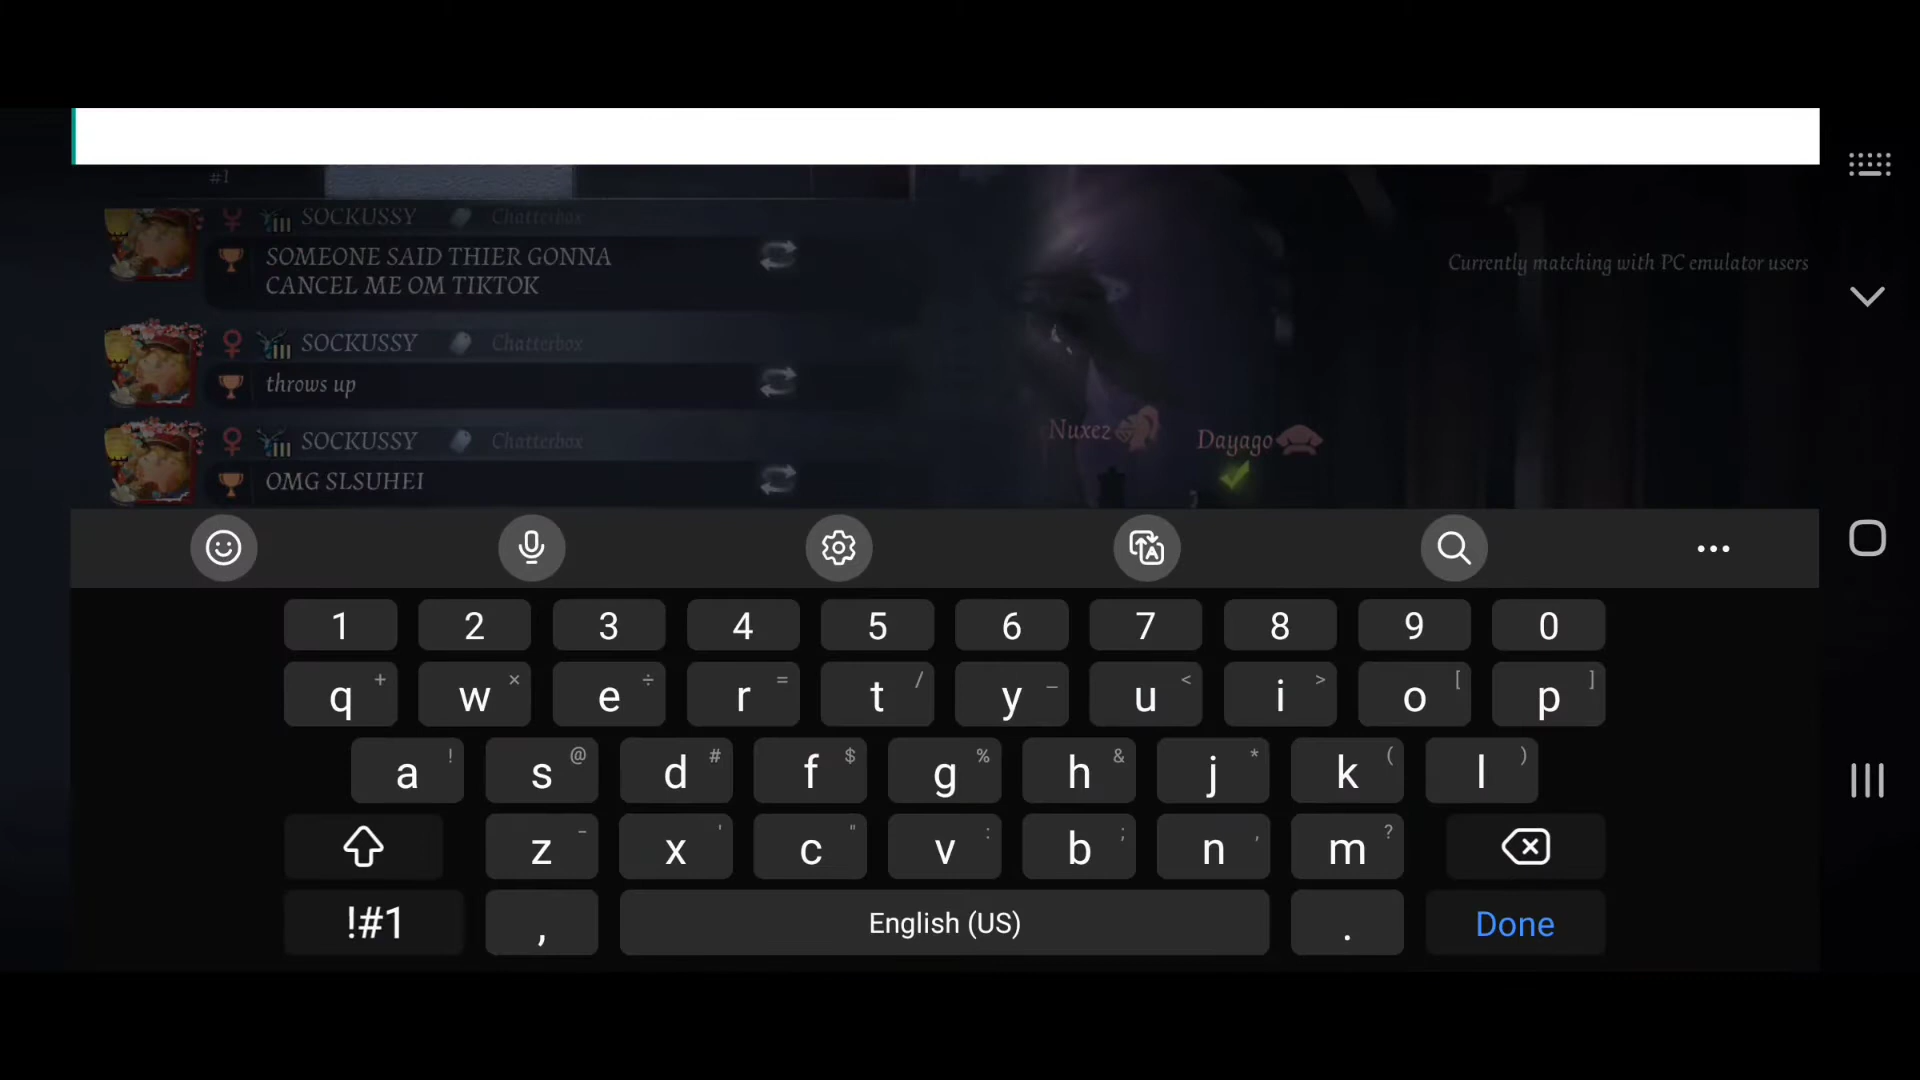 #1
SOCKUSSY Chatterbox
SOMEONE SAID THIER GONNA
CANCEL ME OM TIKTOK
Currently matching with PC emulator users
SOCKUSSY Chatterbox
throws up
SOCKUSSY Chatterbox
OMG SLSUHEI
Nuxez Dayago
1 2 3 4 5 6 7 8 9 0
q + w × e ÷ r = t / y _ u < i > o [ p ]
a ! s @ d # f $ g % h & j * k ( l )
z - x ' c " v : b ; n , m ?
!#1 , English (US) . Done